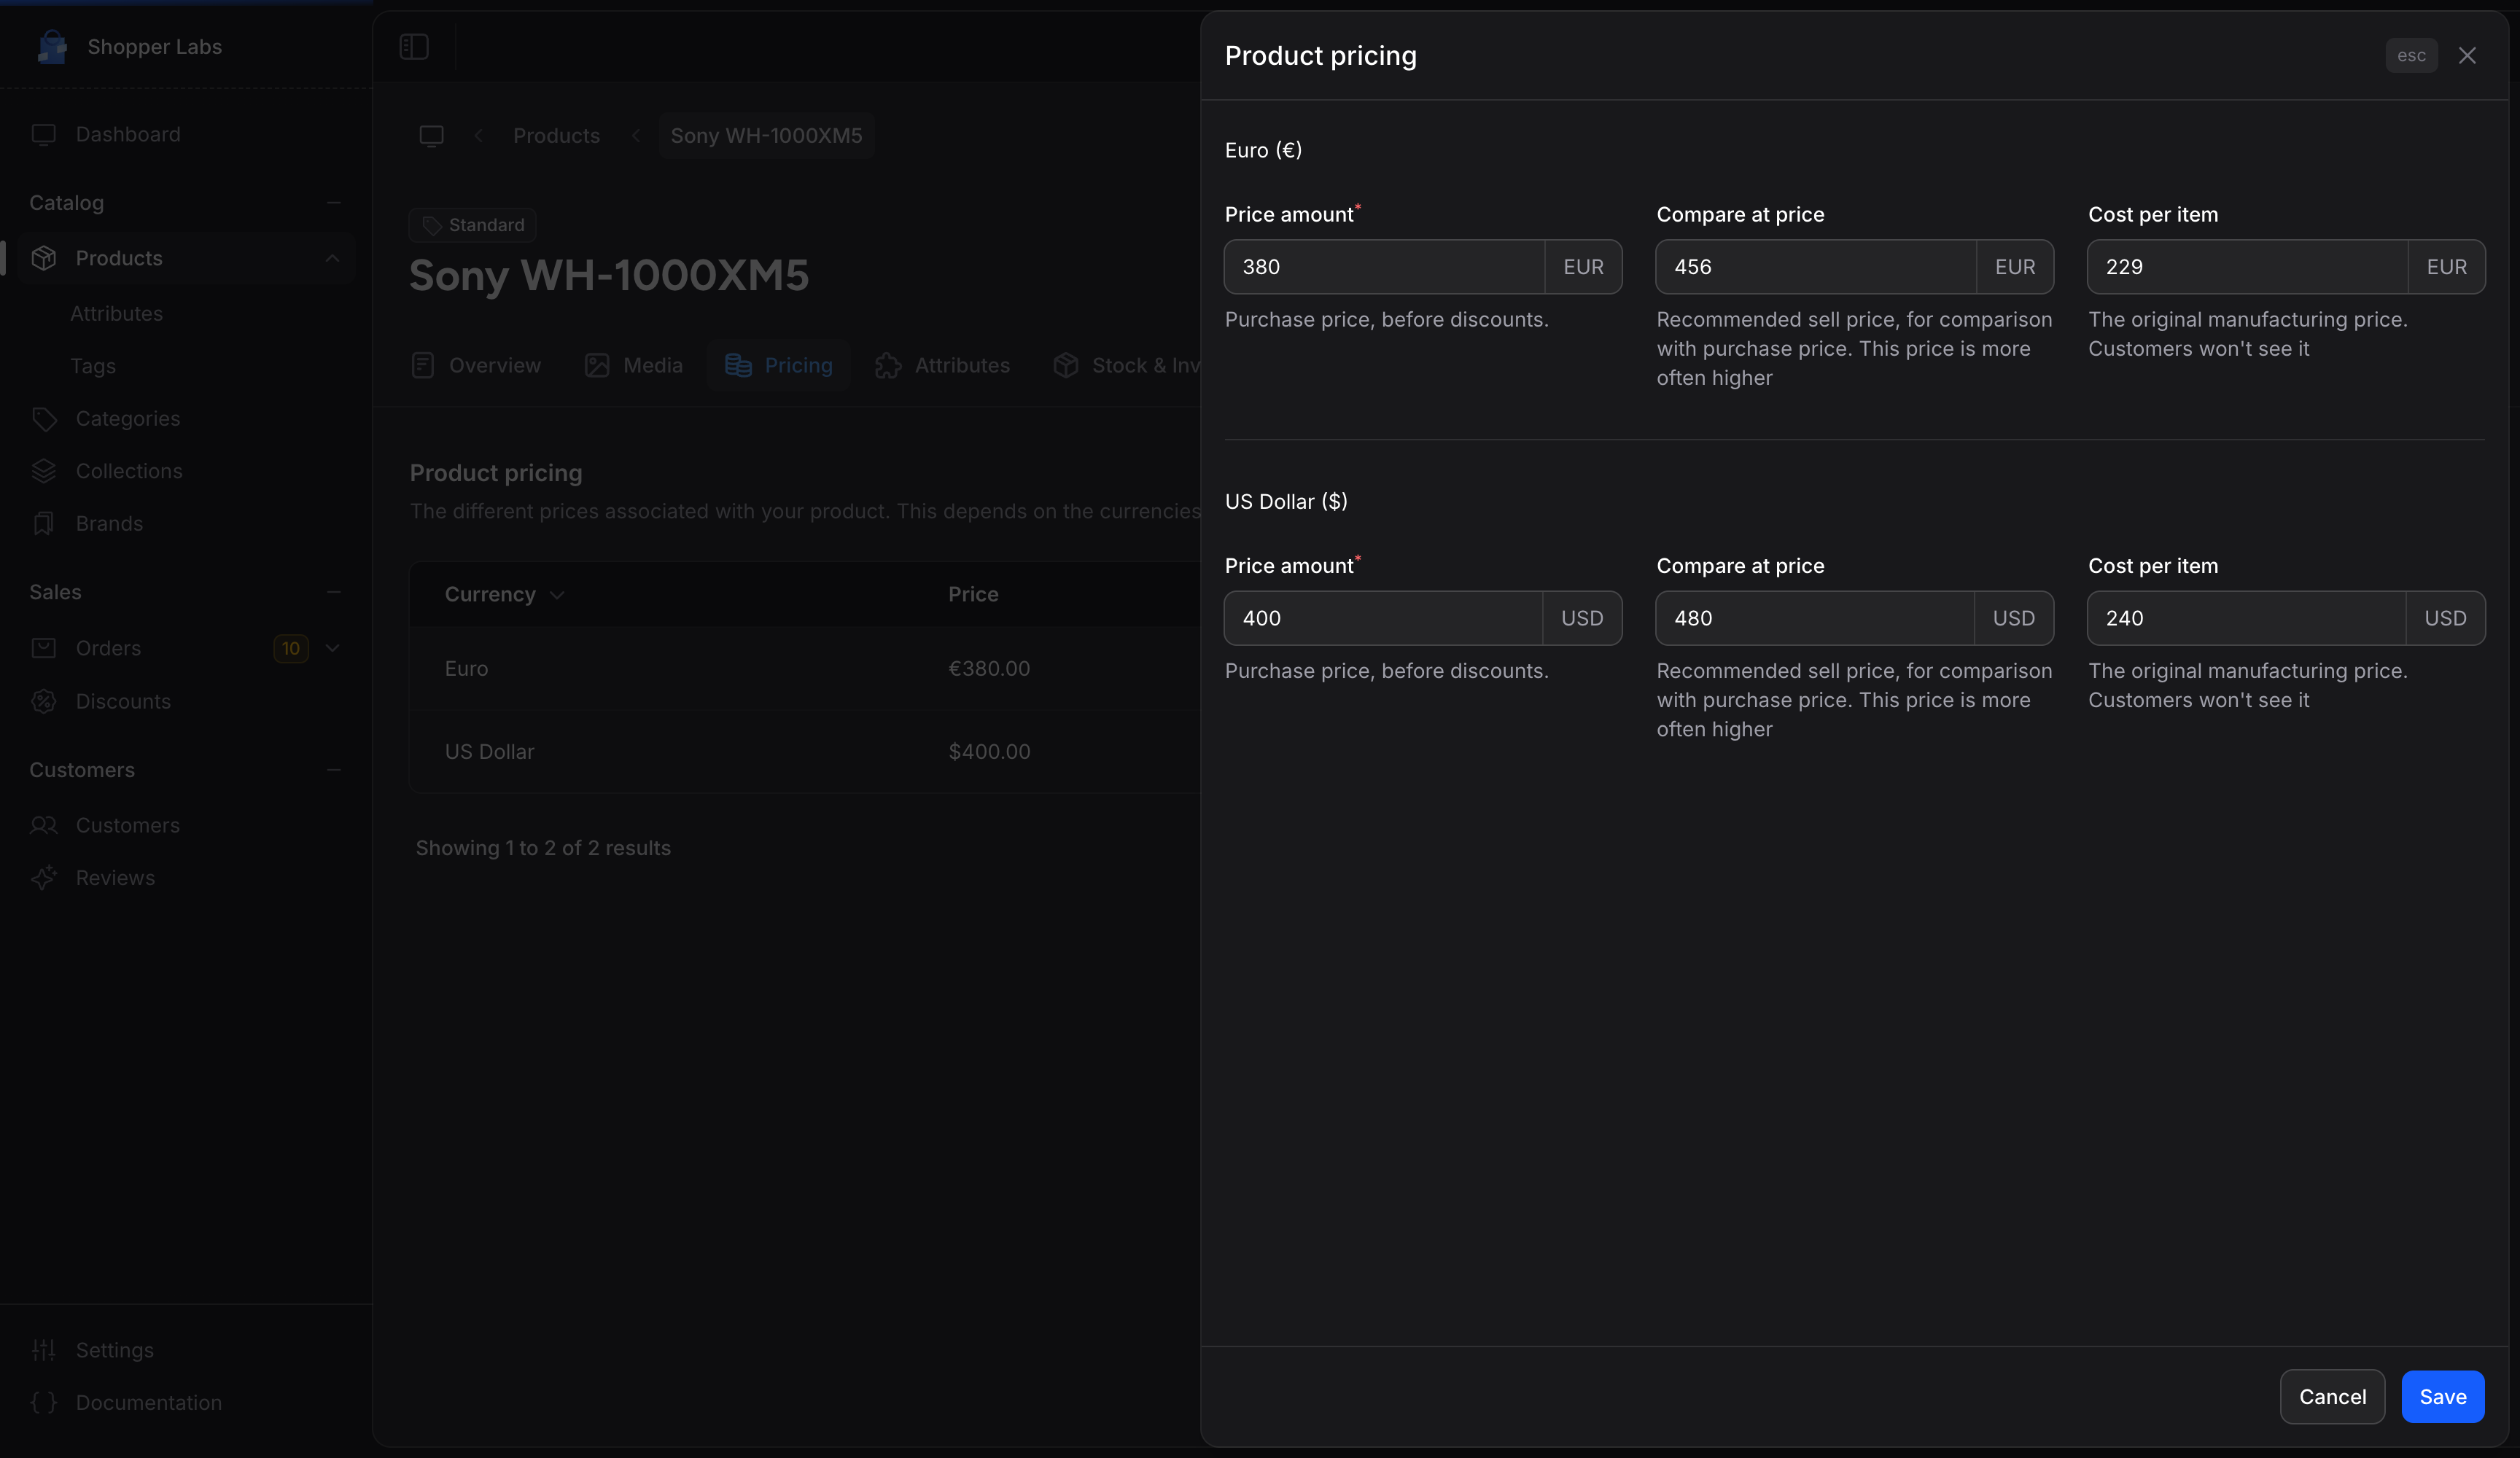 Shopper Labs
Dashboard
Catalog
Products
Attributes
Tags
Categories
Collections
Brands
Sales
Orders
10
Discounts
Customers
Customers
Reviews
Settings
Documentation
Products
Sony WH-1000XM5
Standard
Sony WH-1000XM5
Overview
Media
Pricing
Attributes
Stock & Inv
Product pricing
The different prices associated with your product. This depends on the currencies
Currency
Price
Euro
€380.00
US Dollar
$400.00
Showing 1 to 2 of 2 results
Product pricing
esc
Euro (€)
Price amount*
380
EUR
Purchase price, before discounts.
Compare at price
456
EUR
Recommended sell price, for comparison
with purchase price. This price is more
often higher
Cost per item
229
EUR
The original manufacturing price.
Customers won't see it
US Dollar ($)
Price amount*
400
USD
Purchase price, before discounts.
Compare at price
480
USD
Recommended sell price, for comparison
with purchase price. This price is more
often higher
Cost per item
240
USD
The original manufacturing price.
Customers won't see it
Cancel
Save